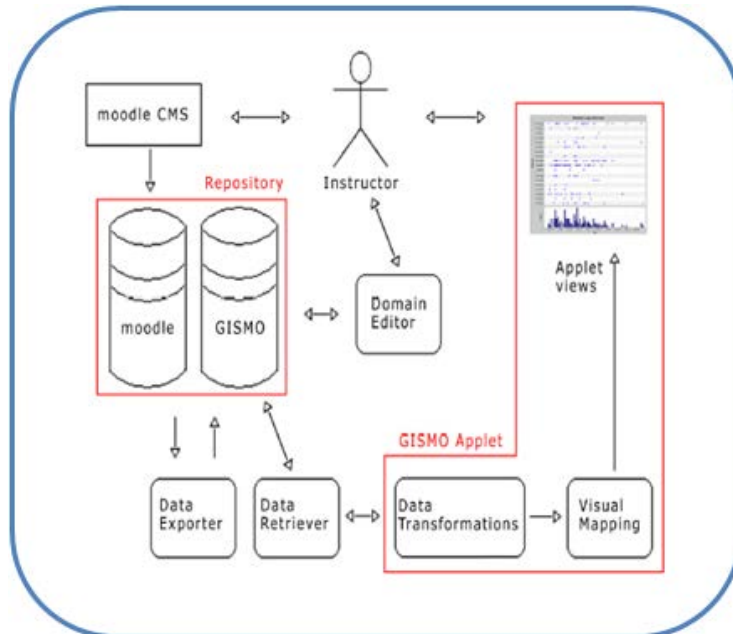 moodle CMS
Repository
Instructor
moodle
GISMO
Domain
Editor
Applet
views
GISMO Applet
Data
Exporter
Data
Retriever
Data
Transformations
Visual
Mapping